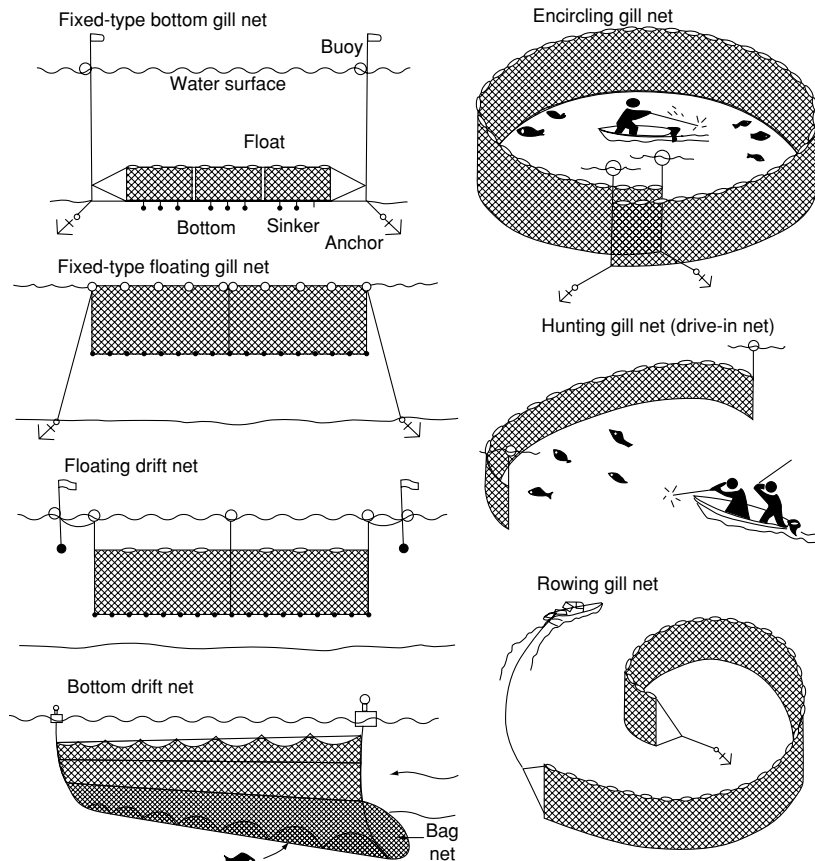 Fixed-type bottom gill net
Buoy
Water surface
Float
Bottom
Sinker
Anchor
Fixed-type floating gill net
Floating drift net
Bottom drift net
Bag
net
Encircling gill net
Hunting gill net (drive-in net)
Rowing gill net